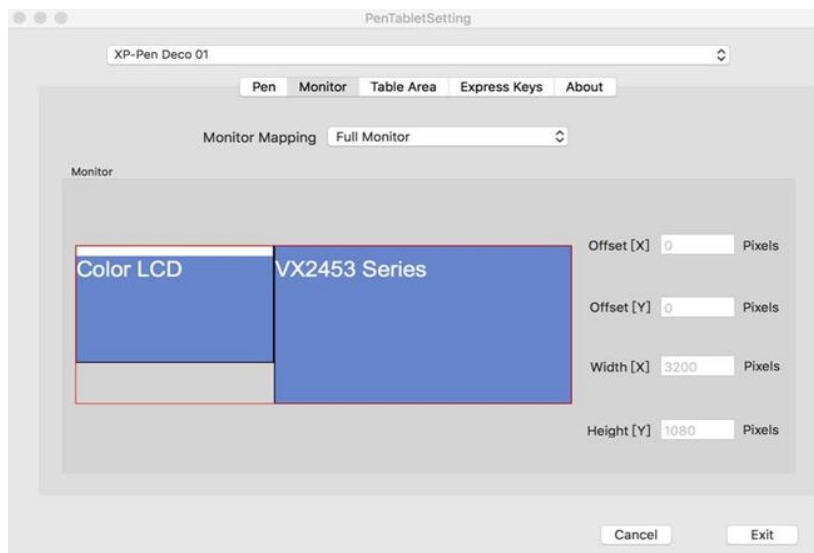 PenTabletSetting
XP-Pen Deco 01
Pen Monitor Table Area Express Keys About
Monitor Mapping Full Monitor
Monitor
Color LCD VX2453 Series
Offset [X] 0 Pixels
Offset [Y] 0 Pixels
Width [X] 3200 Pixels
Height [Y] 1080 Pixels
Cancel Exit